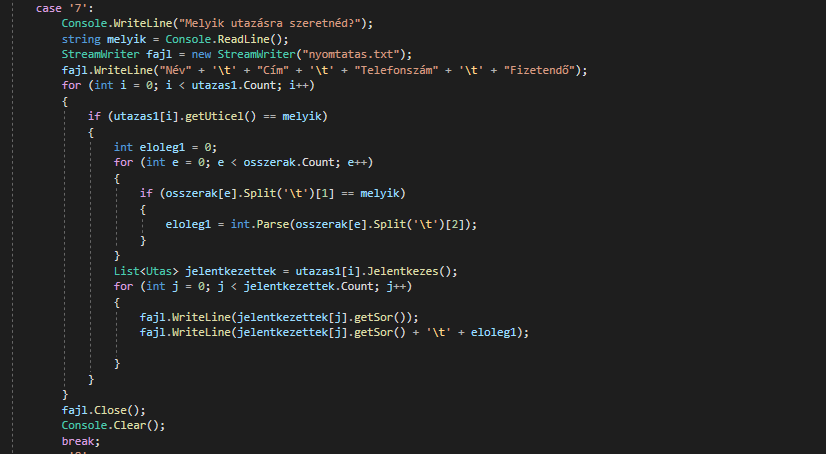 case '7':
Console.WriteLine("Melyik utazásra szeretnéd?");
string melyik = Console.ReadLine();
StreamWriter fajl = new StreamWriter("nyomtatas.txt");
fajl.WriteLine("Név" + '\t' + "Cím" + '\t' + "Telefonszám" + '\t' + "Fizetendő");
for (int i = 0; i < utazas1.Count; i++)
{
if (utazas1[i].getUticel() == melyik)
{
int eloleg1 = 0;
for (int e = 0; e < osszerak.Count; e++)
{
if (osszerak[e].Split('\t')[1] == melyik)
{
eloleg1 = int.Parse(osszerak[e].Split('\t')[2]);
}
}
List<Utas> jelentkezettek = utazas1[i].Jelentkezes();
for (int j = 0; j < jelentkezettek.Count; j++)
{
fajl.WriteLine(jelentkezettek[j].getSor());
fajl.WriteLine(jelentkezettek[j].getSor() + '\t' + eloleg1);
}
}
}
fajl.Close();
Console.Clear();
break;